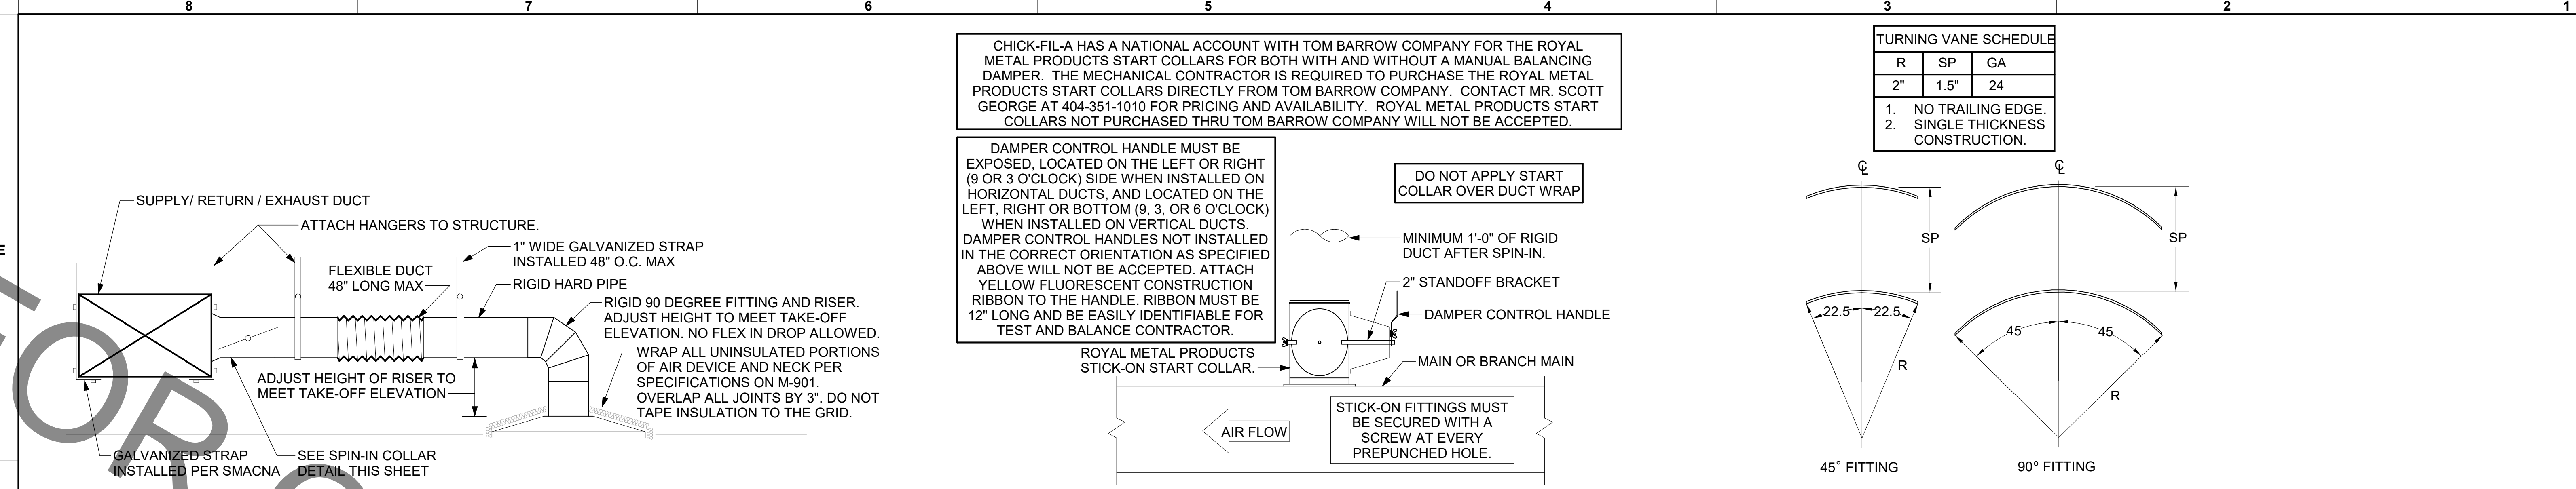 8 7 6 5 4 3 2 1
E
SUPPLY/ RETURN / EXHAUST DUCT
ATTACH HANGERS TO STRUCTURE.
1" WIDE GALVANIZED STRAP
INSTALLED 48" O.C. MAX
FLEXIBLE DUCT
48" LONG MAX
RIGID HARD PIPE
RIGID 90 DEGREE FITTING AND RISER.
ADJUST HEIGHT TO MEET TAKE-OFF
ELEVATION. NO FLEX IN DROP ALLOWED.
WRAP ALL UNINSULATED PORTIONS
OF AIR DEVICE AND NECK PER
SPECIFICATIONS ON M-901.
OVERLAP ALL JOINTS BY 3". DO NOT
TAPE INSULATION TO THE GRID.
ADJUST HEIGHT OF RISER TO
MEET TAKE-OFF ELEVATION
GALVANIZED STRAP
INSTALLED PER SMACNA
SEE SPIN-IN COLLAR
DETAIL THIS SHEET
CHICK-FIL-A HAS A NATIONAL ACCOUNT WITH TOM BARROW COMPANY FOR THE ROYAL
METAL PRODUCTS START COLLARS FOR BOTH WITH AND WITHOUT A MANUAL BALANCING
DAMPER. THE MECHANICAL CONTRACTOR IS REQUIRED TO PURCHASE THE ROYAL METAL
PRODUCTS START COLLARS DIRECTLY FROM TOM BARROW COMPANY. CONTACT MR. SCOTT
GEORGE AT 404-351-1010 FOR PRICING AND AVAILABILITY. ROYAL METAL PRODUCTS START
COLLARS NOT PURCHASED THRU TOM BARROW COMPANY WILL NOT BE ACCEPTED.
DAMPER CONTROL HANDLE MUST BE
EXPOSED, LOCATED ON THE LEFT OR RIGHT
(9 OR 3 O'CLOCK) SIDE WHEN INSTALLED ON
HORIZONTAL DUCTS, AND LOCATED ON THE
LEFT, RIGHT OR BOTTOM (9, 3, OR 6 O'CLOCK)
WHEN INSTALLED ON VERTICAL DUCTS.
DAMPER CONTROL HANDLES NOT INSTALLED
IN THE CORRECT ORIENTATION AS SPECIFIED
ABOVE WILL NOT BE ACCEPTED. ATTACH
YELLOW FLUORESCENT CONSTRUCTION
RIBBON TO THE HANDLE. RIBBON MUST BE
12" LONG AND BE EASILY IDENTIFIABLE FOR
TEST AND BALANCE CONTRACTOR.
DO NOT APPLY START
COLLAR OVER DUCT WRAP
MINIMUM 1'-0" OF RIGID
DUCT AFTER SPIN-IN.
2" STANDOFF BRACKET
DAMPER CONTROL HANDLE
ROYAL METAL PRODUCTS
STICK-ON START COLLAR.
MAIN OR BRANCH MAIN
AIR FLOW
STICK-ON FITTINGS MUST
BE SECURED WITH A
SCREW AT EVERY
PREPUNCHED HOLE.
TURNING VANE SCHEDULE
R SP GA
2" 1.5" 24
1. NO TRAILING EDGE.
2. SINGLE THICKNESS
CONSTRUCTION.
℄
SP
22.5 22.5
R
45° FITTING
℄
SP
45 45
R
90° FITTING
FOR